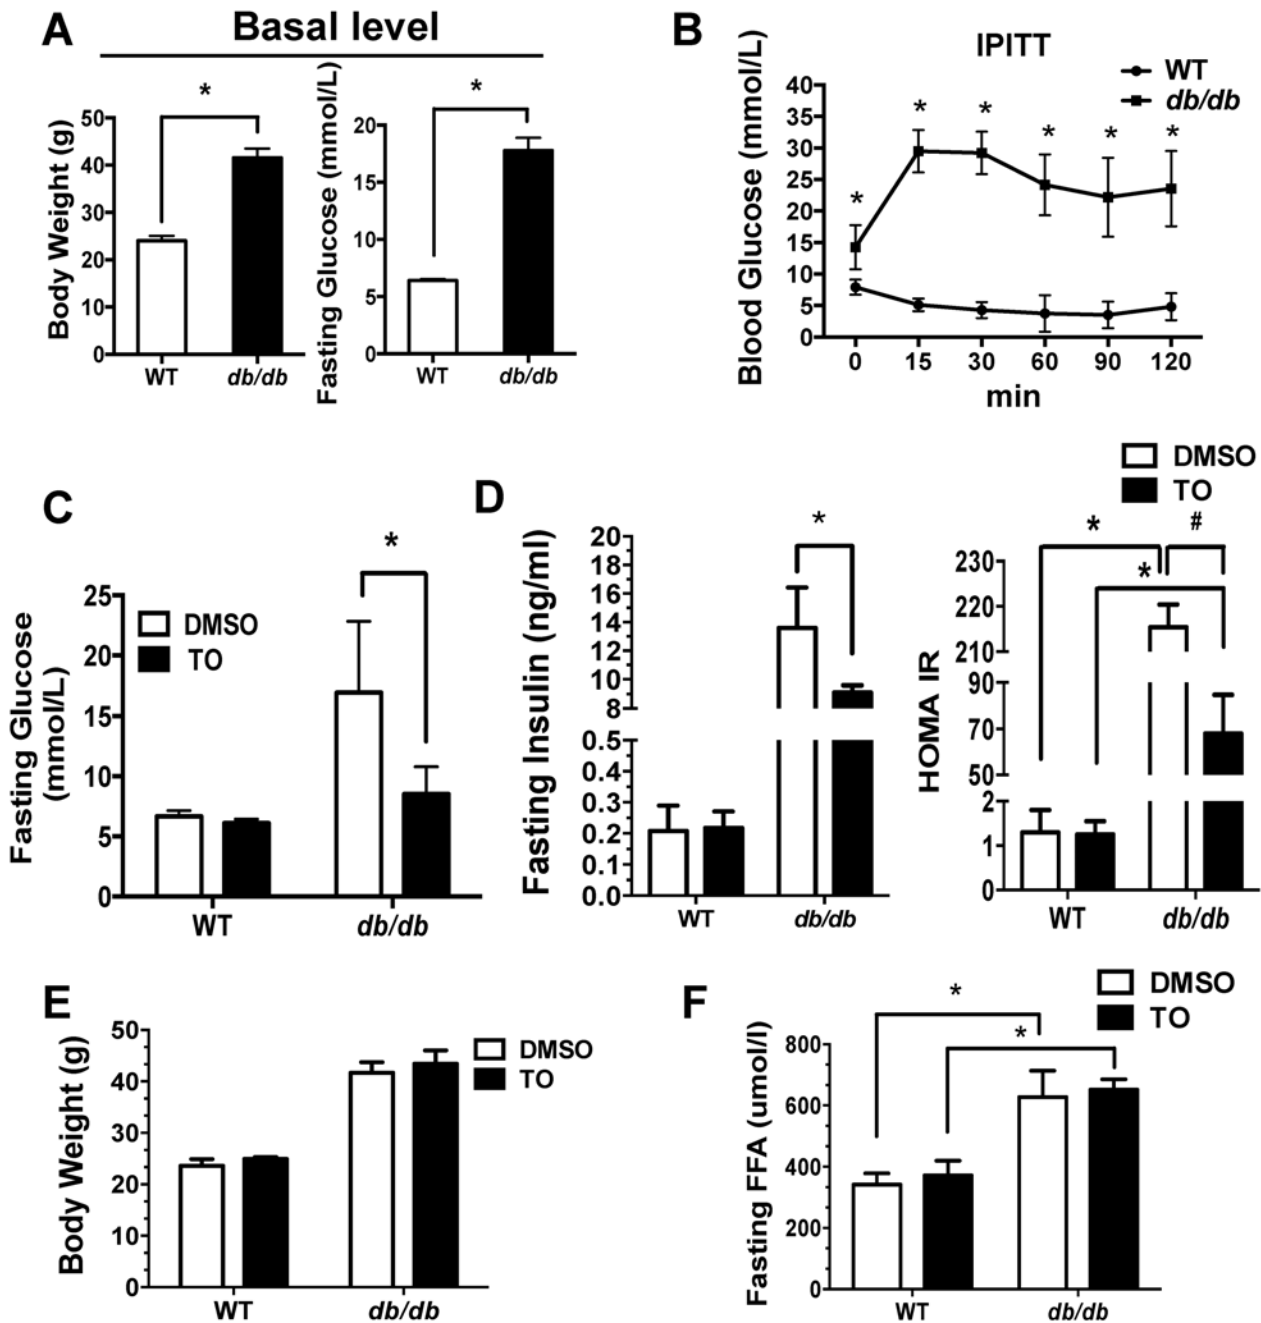 A
Basal level
Body Weight (g)
50
40
30
20
10
0
*
WT
db/db
Fasting Glucose (mmol/L)
20
15
10
5
0
*
WT
db/db
B
IPITT
WT
db/db
Blood Glucose (mmol/L)
40
35
30
25
20
15
10
5
0
*
*
*
*
*
*
0
15
30
60
90
120
min
C
Fasting Glucose
(mmol/L)
25
20
15
10
5
0
DMSO
TO
*
WT
db/db
D
Fasting Insulin (ng/ml)
20
18
16
14
12
10
8
0.5
0.4
0.3
0.2
0.1
0.0
*
WT
db/db
DMSO
TO
HOMA IR
230
220
210
90
70
50
2
1
0
*
#
*
WT
db/db
E
Body Weight (g)
50
40
30
20
10
0
DMSO
TO
WT
db/db
F
DMSO
TO
Fasting FFA (umol/l)
800
600
400
200
0
*
*
WT
db/db